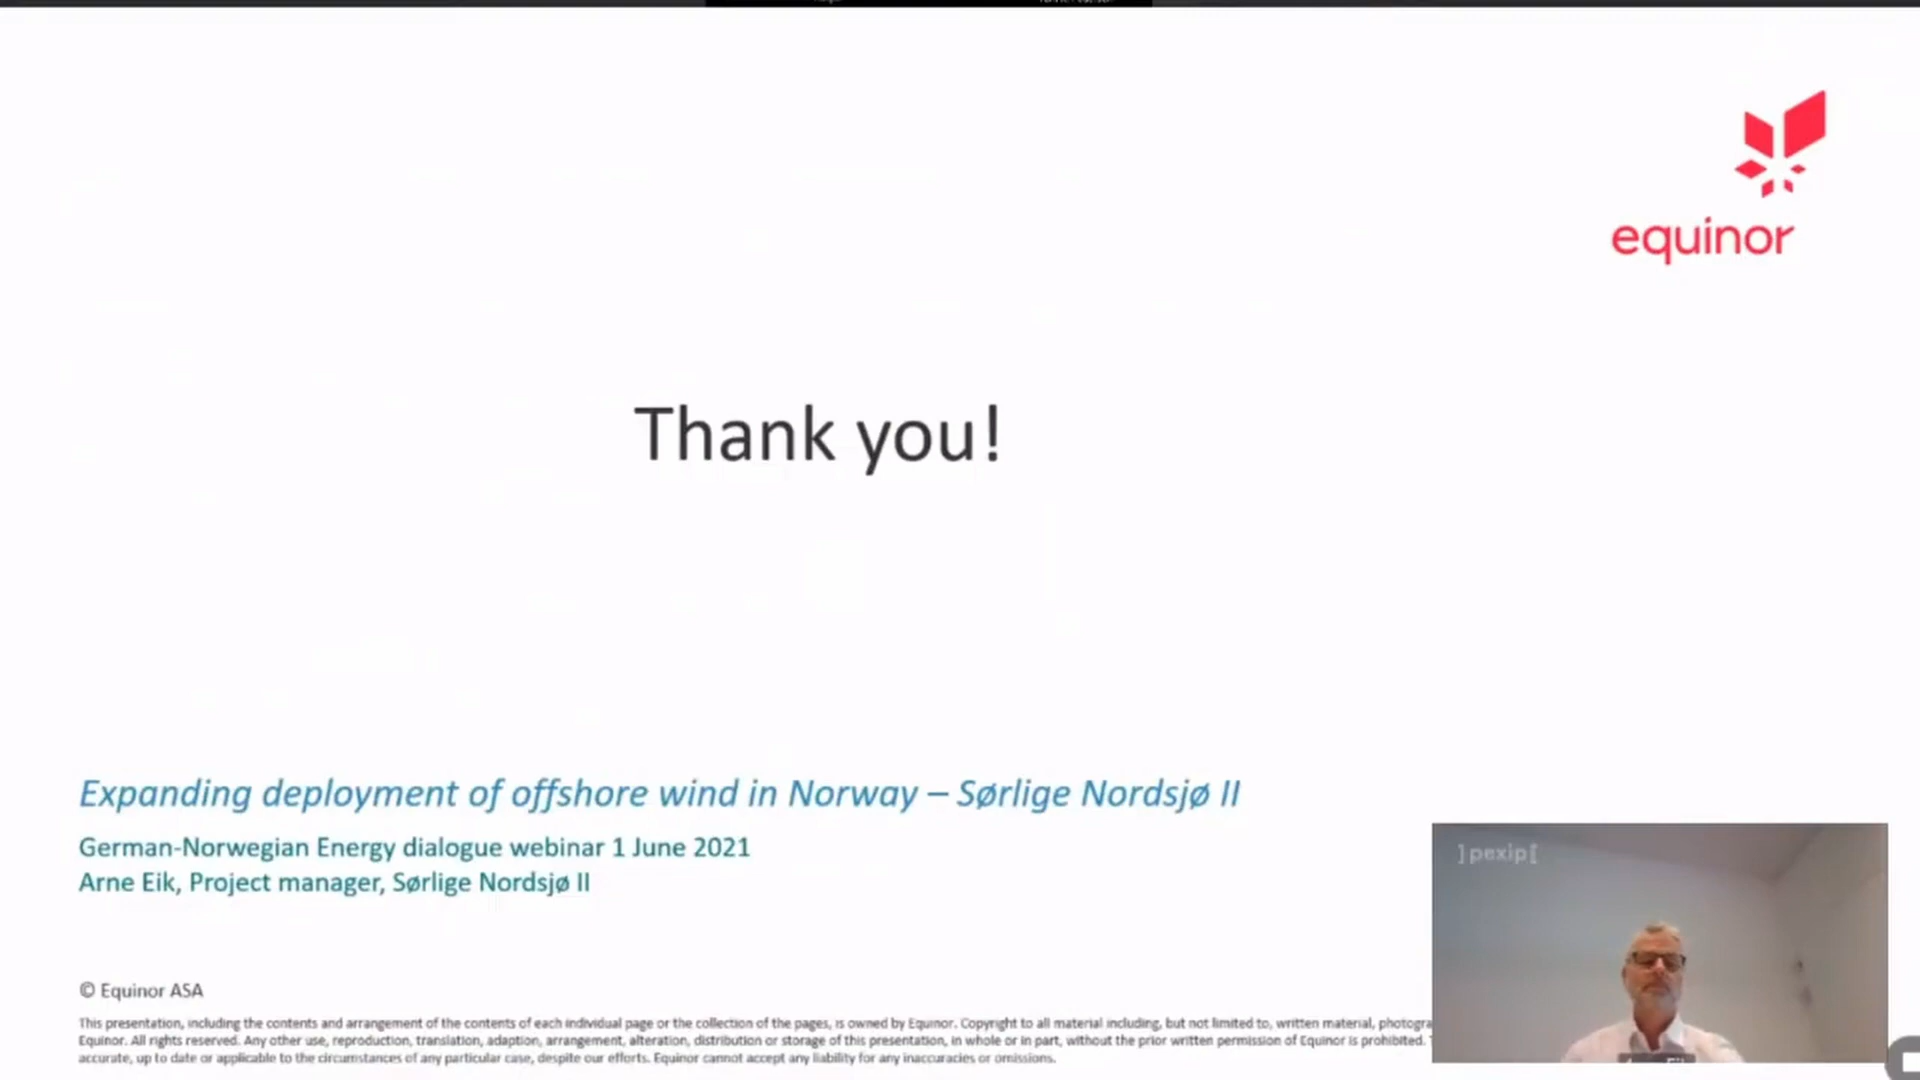 equinor
Thank you!
Expanding deployment of offshore wind in Norway – Sørlige Nordsjø II
German-Norwegian Energy dialogue webinar 1 June 2021
Arne Eik, Project manager, Sørlige Nordsjø II
]pexip[
© Equinor ASA
This presentation, including the contents and arrangement of the contents of each individual page or the collection of the pages, is owned by Equinor. Copyright to all material including, but not limited to, written material, photogra
Equinor. All rights reserved. Any other use, reproduction, translation, adaption, arrangement, alteration, distribution or storage of this presentation, in whole or in part, without the prior written permission of Equinor is prohibited.
accurate, up to date or applicable to the circumstances of any particular case, despite our efforts. Equinor cannot accept any liability for any inaccuracies or omissions.